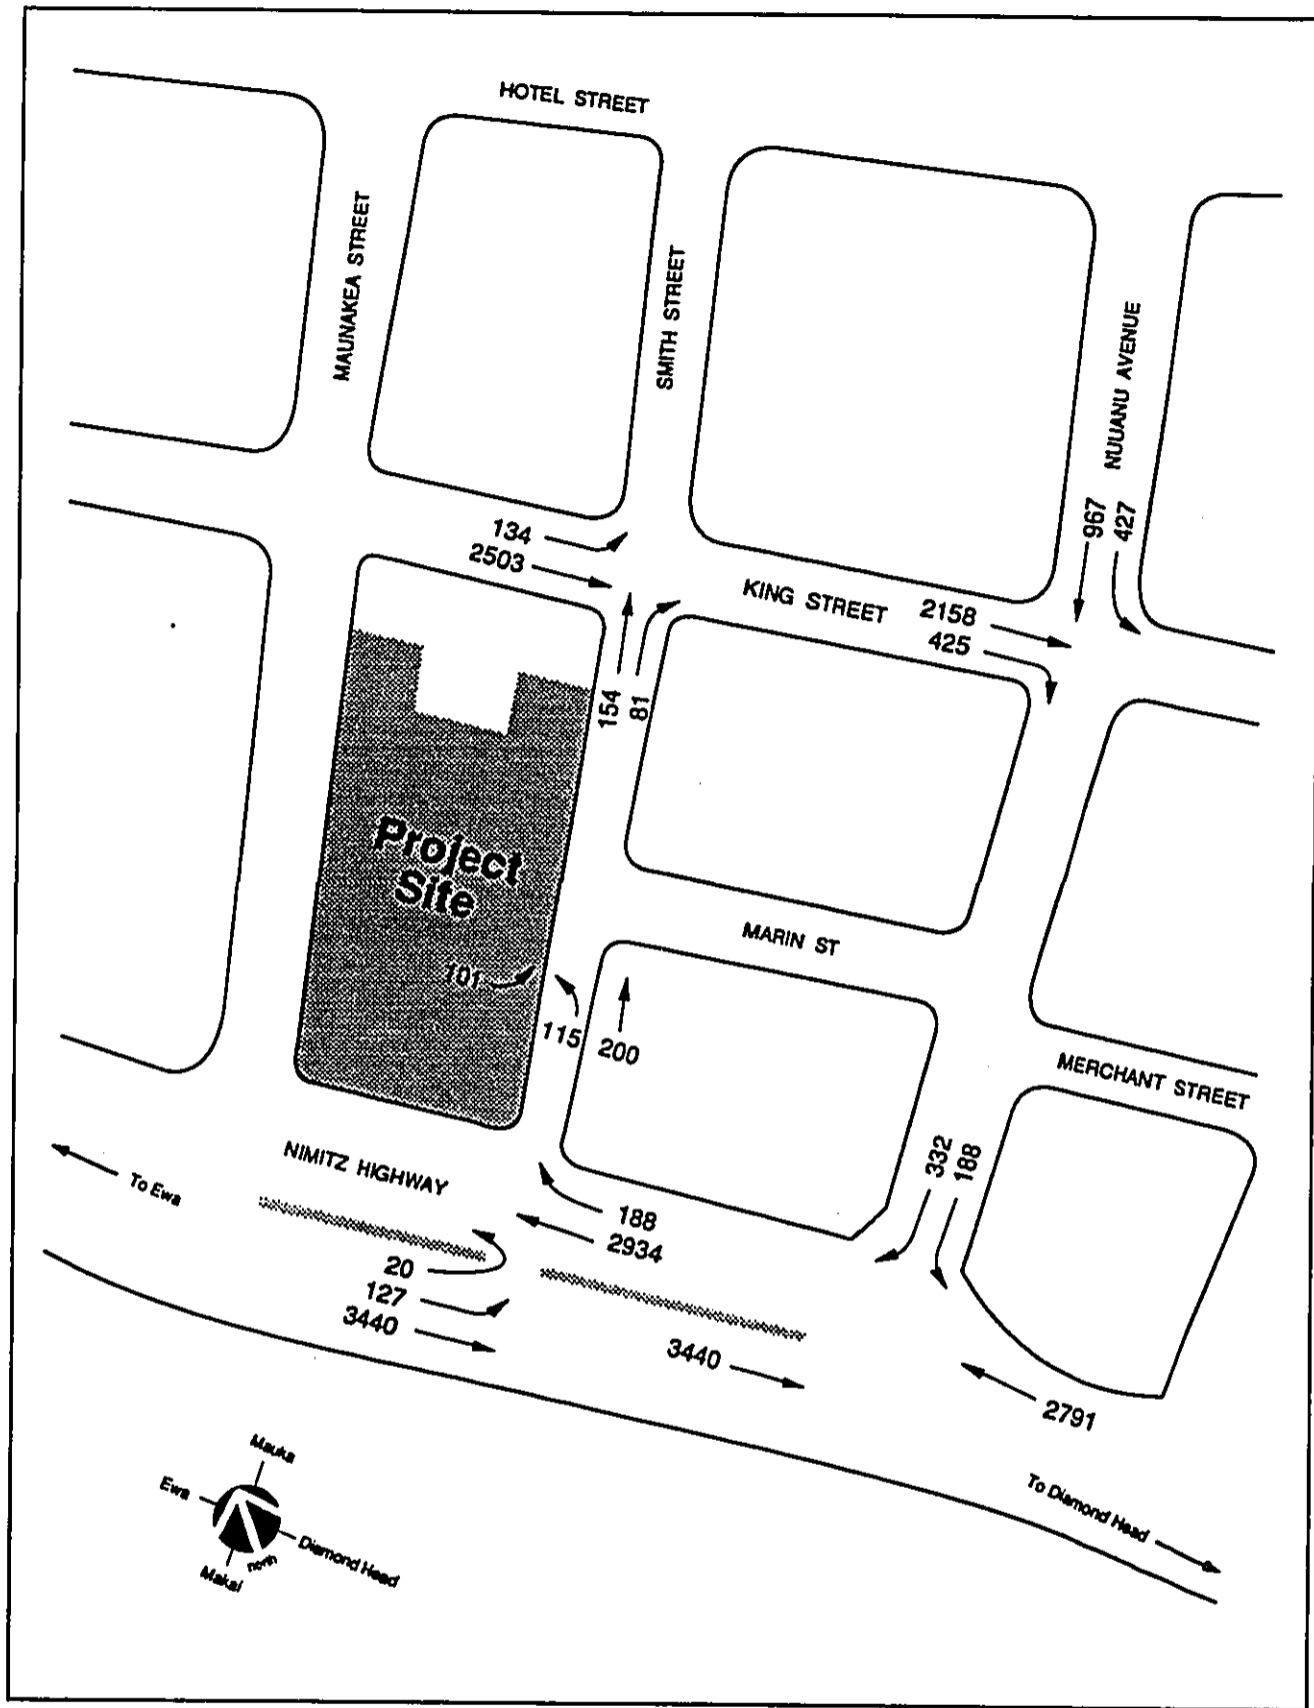 HOTEL STREET
MAUNAKEA STREET
SMITH STREET
NUUANU AVENUE
967
427
134
2503
KING STREET
2158
425
154
81
Project
Site
MARIN ST
101
115
200
MERCHANT STREET
332
188
NIMITZ HIGHWAY
To Ewa
188
2934
20
127
3440
3440
2791
To Diamond Head
Mauka
Ewa
Diamond Head
north
Makai